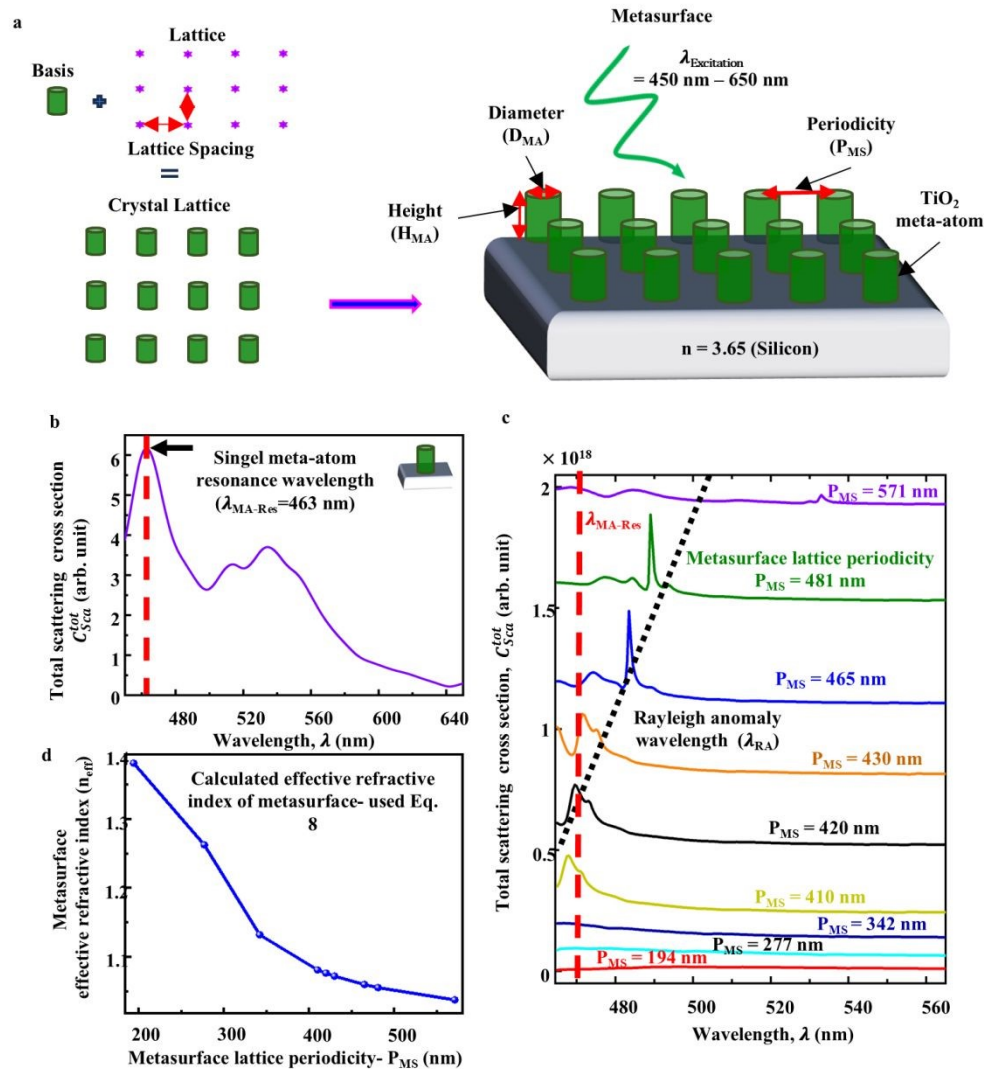 a
Lattice
Basis
Lattice Spacing
=
Crystal Lattice
Metasurface
λExcitation
= 450 nm – 650 nm
Diameter
(DMA)
Periodicity
(PMS)
Height
(HMA)
TiO2
meta-atom
n = 3.65 (Silicon)
b
Total scattering cross section
C_Sca^tot (arb. unit)
6
5
3
2
0
Singel meta-atom
resonance wavelength
(λMA-Res=463 nm)
480
520
560
600
640
Wavelength, λ (nm)
c
× 10^18
Total scattering cross section, C_Sca^tot (arb. unit)
2
1.5
1
0.5
0
PMS = 571 nm
λMA-Res
Metasurface lattice periodicity
PMS = 481 nm
PMS = 465 nm
Rayleigh anomaly
wavelength (λRA)
PMS = 430 nm
PMS = 420 nm
PMS = 410 nm
PMS = 342 nm
PMS = 277 nm
PMS = 194 nm
480
500
520
540
560
Wavelength, λ (nm)
d
Metasurface
effective refractive index (neff)
1.4
1.3
1.2
1.1
Calculated effective refractive
index of metasurface- used Eq.
8
200
300
400
500
Metasurface lattice periodicity- PMS (nm)